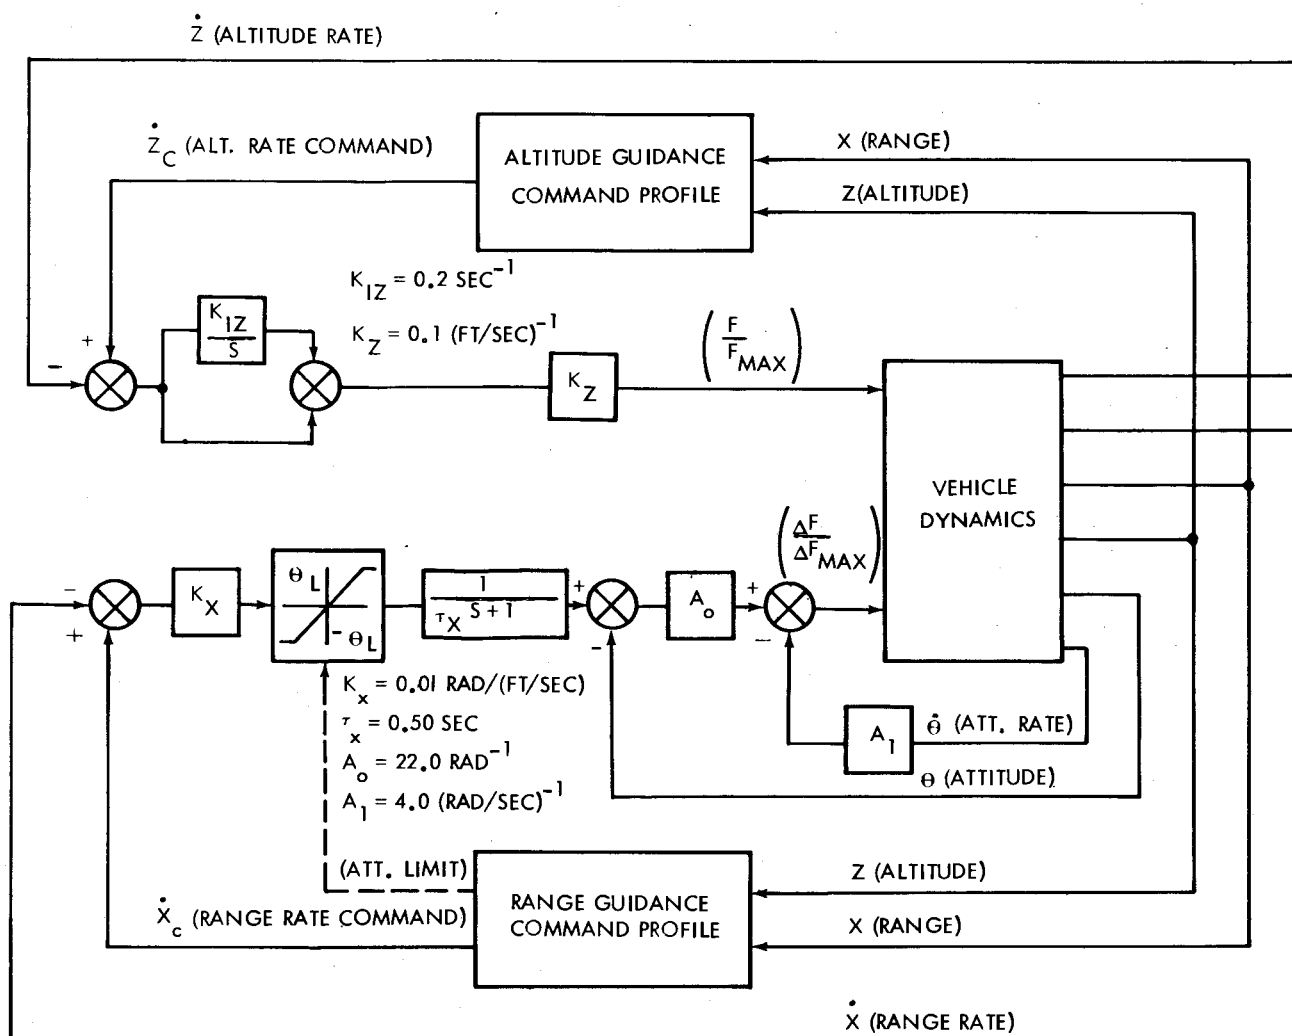 Ż (ALTITUDE RATE)
Ż_C (ALT. RATE COMMAND)
ALTITUDE GUIDANCE
COMMAND PROFILE
X (RANGE)
Z(ALTITUDE)
K_IZ = 0.2 SEC⁻¹
K_Z = 0.1 (FT/SEC)⁻¹
K_IZ
S
+
-
K_Z
(F / F_MAX)
VEHICLE
DYNAMICS
(ΔF / ΔF_MAX)
-
+
K_X
θ_L
-θ_L
1
τ_X S + 1
+
-
A_o
+
-
K_x = 0.01 RAD/(FT/SEC)
τ_x = 0.50 SEC
A_o = 22.0 RAD⁻¹
A_1 = 4.0 (RAD/SEC)⁻¹
A_1
θ̇ (ATT. RATE)
θ (ATTITUDE)
(ATT. LIMIT)
Ẋ_c (RANGE RATE COMMAND)
RANGE GUIDANCE
COMMAND PROFILE
Z (ALTITUDE)
X (RANGE)
Ẋ (RANGE RATE)